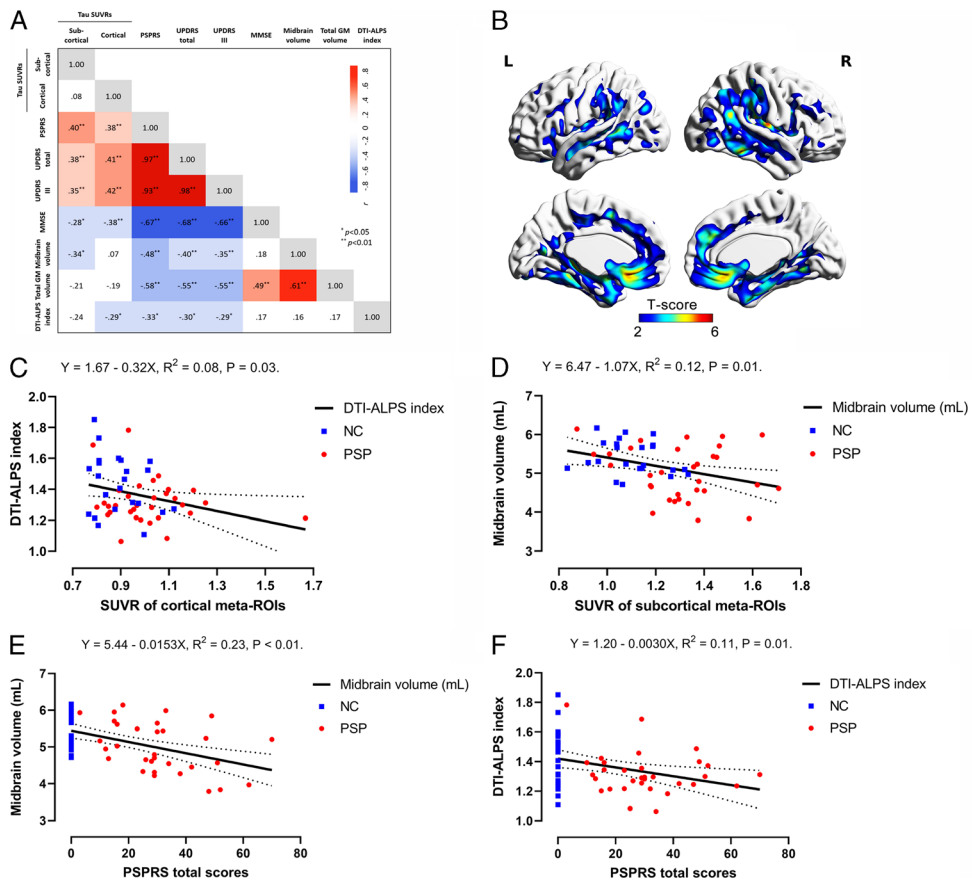 A
Tau SUVRs
Sub-cortical Cortical PSPRS UPDRS total UPDRS III MMSE Midbrain volume Total GM volume DTI-ALPS index
Tau SUVRs
Sub-cortical 1.00
Cortical .08 1.00
PSPRS .40** .38** 1.00
UPDRS total .38** .41** .97** 1.00
UPDRS III .35** .42** .93** .98** 1.00
MMSE -.28* -.38** -.67** -.68** -.66** 1.00
Midbrain volume -.34* .07 -.48** -.40** -.35** .18 1.00
Total GM volume -.21 -.19 -.58** -.55** -.55** .49** .61** 1.00
DTI-ALPS index -.24 -.29* -.33* -.30* -.29* .17 .16 .17 1.00
.8 .6 .4 .2 0 -.2 -.4 -.6 -.8
r
* p<0.05
** p<0.01
B
L R
T-score
2 6
C
Y = 1.67 - 0.32X, R2 = 0.08, P = 0.03.
DTI-ALPS index
NC
PSP
DTI-ALPS index
2.0
1.8
1.6
1.4
1.2
1.0
0.7 0.9 1.1 1.3 1.5 1.7
SUVR of cortical meta-ROIs
D
Y = 6.47 - 1.07X, R2 = 0.12, P = 0.01.
Midbrain volume (mL)
NC
PSP
Midbrain volume (mL)
9
7
5
3
0.8 1.0 1.2 1.4 1.6 1.8
SUVR of subcortical meta-ROIs
E
Y = 5.44 - 0.0153X, R2 = 0.23, P < 0.01.
Midbrain volume (mL)
NC
PSP
Midbrain volume (mL)
7
6
5
4
3
0 20 40 60 80
PSPRS total scores
F
Y = 1.20 - 0.0030X, R2 = 0.11, P = 0.01.
DTI-ALPS index
NC
PSP
DTI-ALPS index
2.0
1.8
1.6
1.4
1.2
1.0
0 20 40 60 80
PSPRS total scores